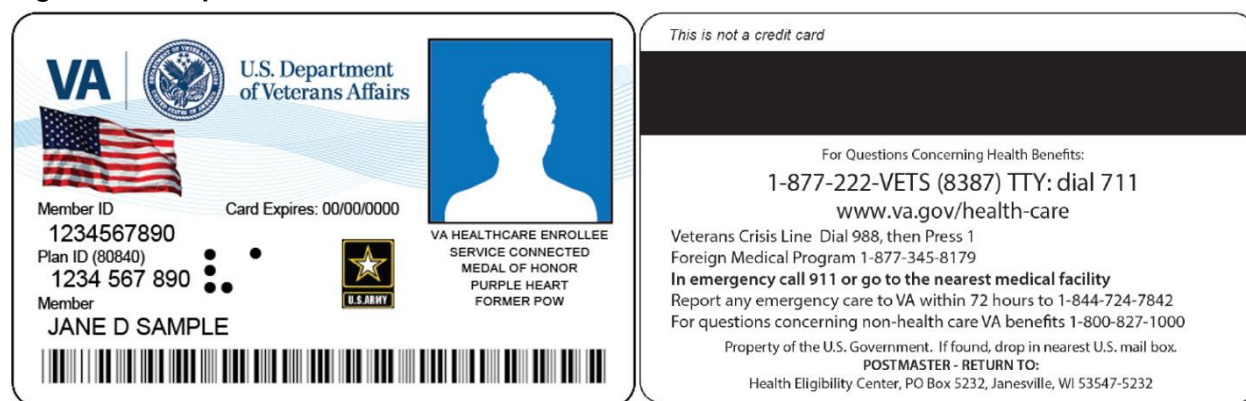 VA
U.S. Department
of Veterans Affairs
Member ID
Card Expires: 00/00/0000
1234567890
Plan ID (80840)
1234 567 890
Member
JANE D SAMPLE
U.S.ARMY
VA HEALTHCARE ENROLLEE
SERVICE CONNECTED
MEDAL OF HONOR
PURPLE HEART
FORMER POW
This is not a credit card
For Questions Concerning Health Benefits:
1-877-222-VETS (8387) TTY: dial 711
www.va.gov/health-care
Veterans Crisis Line Dial 988, then Press 1
Foreign Medical Program 1-877-345-8179
In emergency call 911 or go to the nearest medical facility
Report any emergency care to VA within 72 hours to 1-844-724-7842
For questions concerning non-health care VA benefits 1-800-827-1000
Property of the U.S. Government. If found, drop in nearest U.S. mail box.
POSTMASTER - RETURN TO:
Health Eligibility Center, PO Box 5232, Janesville, WI 53547-5232